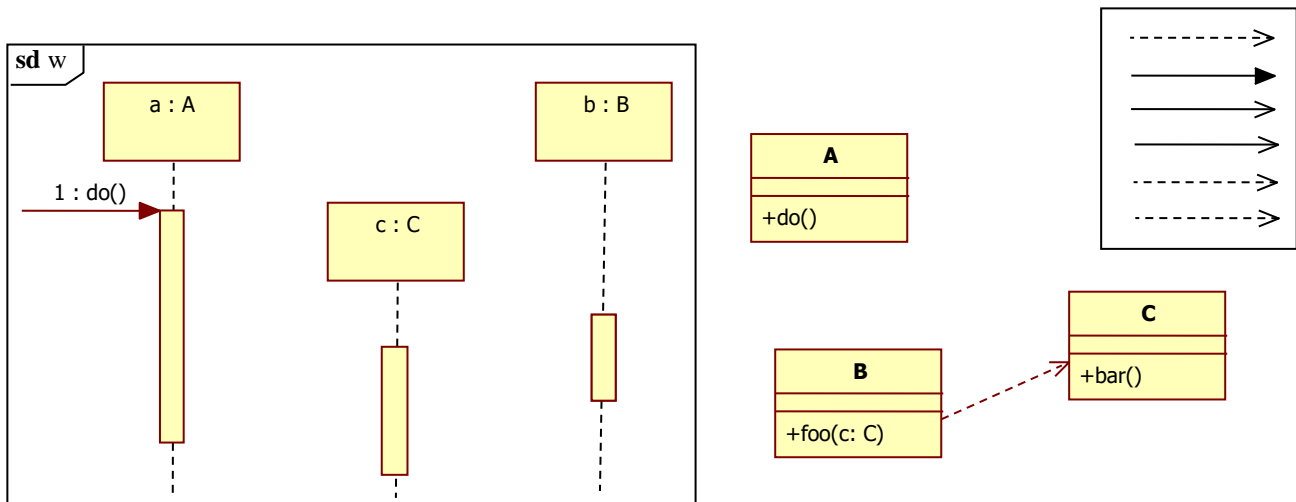 sd w
a : A
b : B
1 : do()
c : C
A
+do()
B
+foo(c: C)
C
+bar()